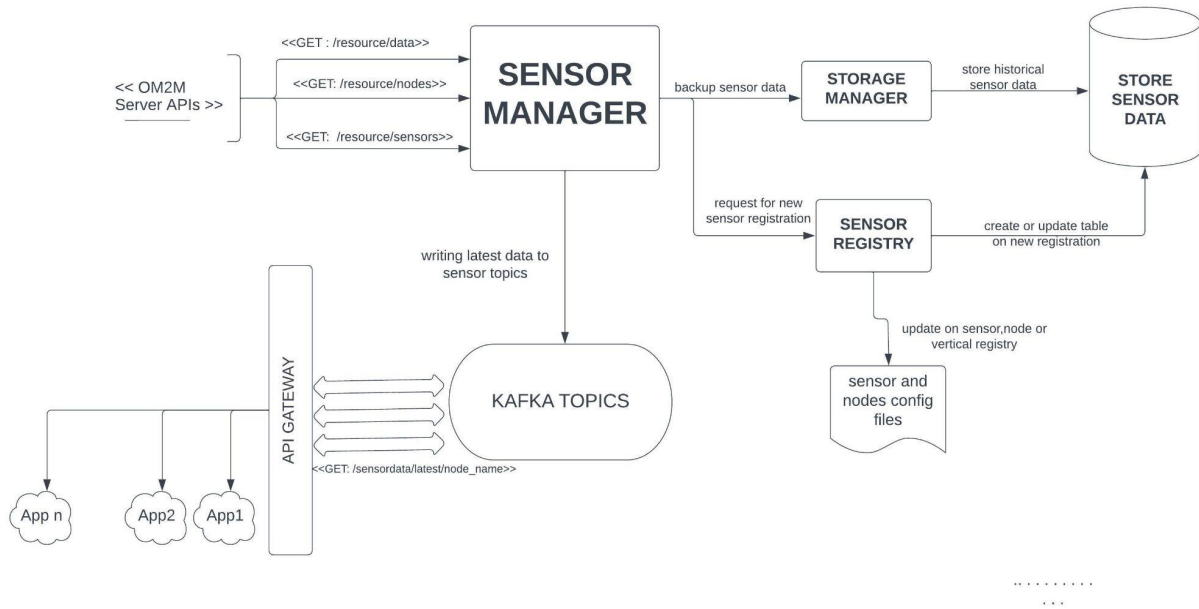 << OM2M
Server APIs >>
<<GET : /resource/data>>
<<GET: /resource/nodes>>
<<GET:  /resource/sensors>>
SENSOR
MANAGER
backup sensor data
STORAGE
MANAGER
store historical
sensor data
STORE
SENSOR
DATA
request for new
sensor registration
SENSOR
REGISTRY
create or update table
on new registration
writing latest data to
sensor topics
update on sensor,node or
vertical registry
sensor and
nodes config
files
API GATEWAY
KAFKA TOPICS
<<GET: /sensordata/latest/node_name>>
App n
App2
App1